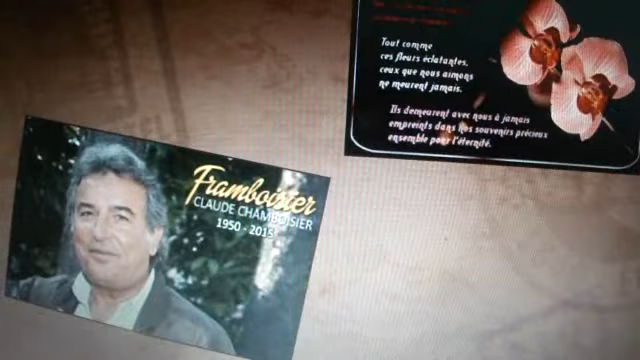 Tout comme
ces fleurs éclatantes,
ceux que nous aimons
ne meurent jamais.
Ils demeurent avec nous à jamais
empreints dans nos souvenirs précieux
ensemble pour l'éternité.
Framboisier
CLAUDE CHAMBOISIER
1950 - 2015